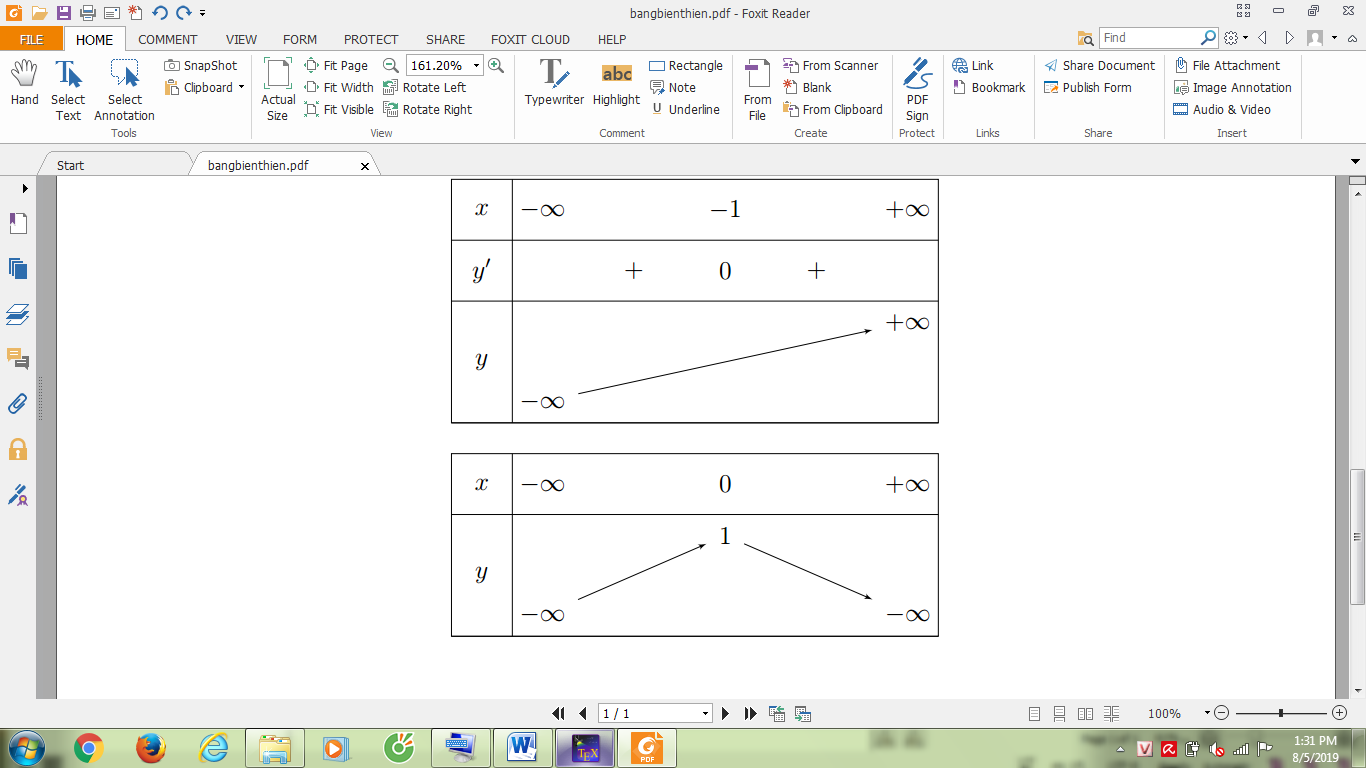 bangbienthien.pdf - Foxit Reader
FILE HOME COMMENT VIEW FORM PROTECT SHARE FOXIT CLOUD HELP Find
Hand
Select Text
Select Annotation
SnapShot
Clipboard
Tools
Actual Size
Fit Page
Fit Width
Fit Visible
161.20%
Rotate Left
Rotate Right
View
Typewriter
abc
Highlight
Rectangle
Note
U Underline
Comment
From File
From Scanner
Blank
From Clipboard
Create
PDF Sign
Protect
Link
Bookmark
Links
Share Document
Publish Form
Share
File Attachment
Image Annotation
Audio & Video
Insert
Start bangbienthien.pdf
x −∞ −1 +∞
y′ + 0 +
+∞
y
−∞
x −∞ 0 +∞
1
y
−∞ −∞
1 / 1 100%
W TEX PDF V 1:31 PM
8/5/2019